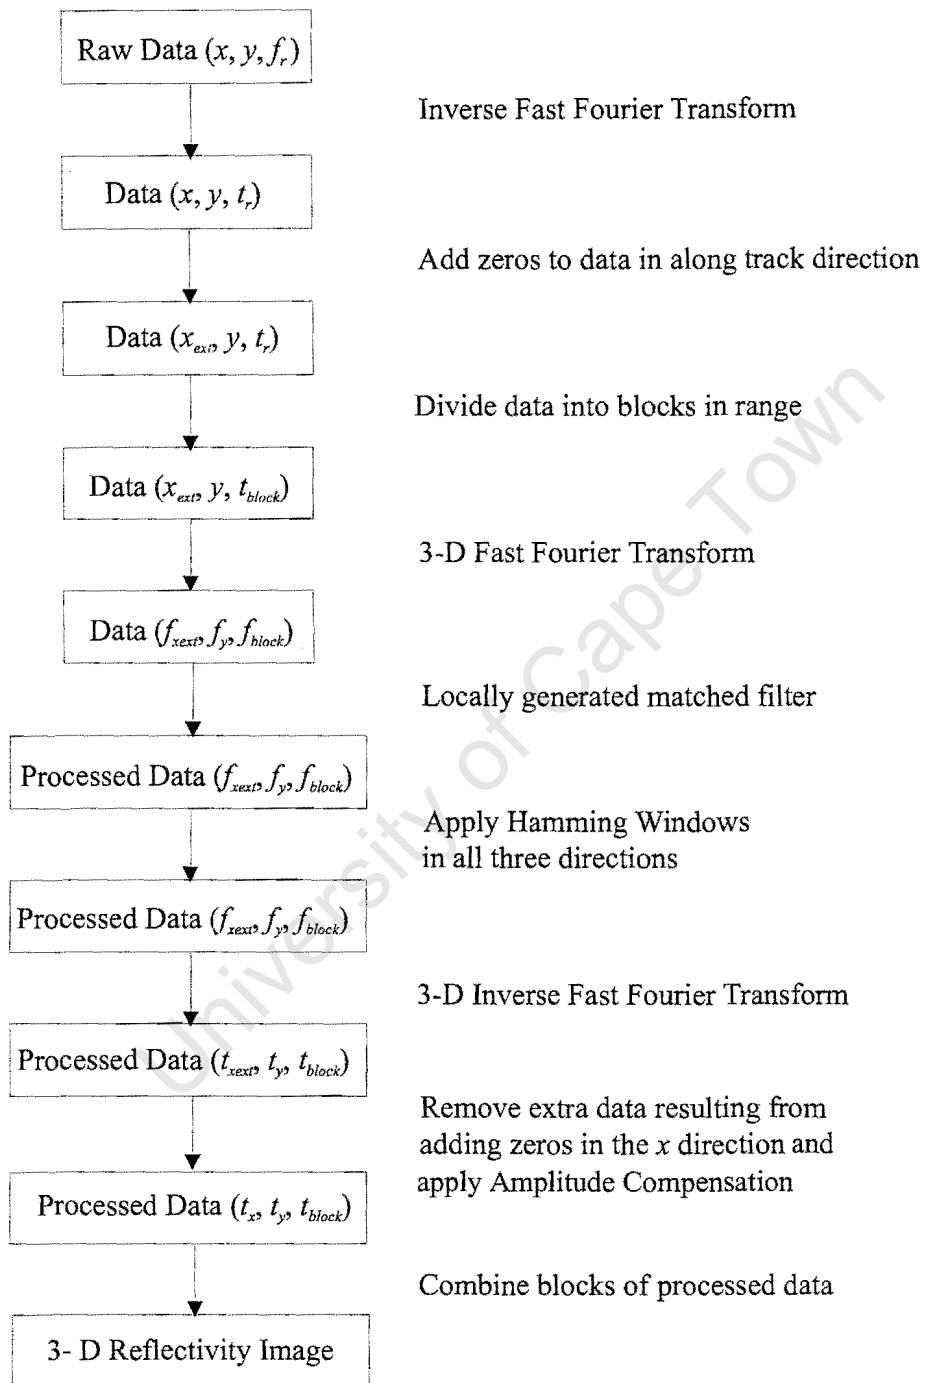 Raw Data (x, y, f_r)
Inverse Fast Fourier Transform
Data (x, y, t_r)
Add zeros to data in along track direction
Data (x_ext, y, t_r)
Divide data into blocks in range
Data (x_ext, y, t_block)
3-D Fast Fourier Transform
Data (f_xext, f_y, f_block)
Locally generated matched filter
Processed Data (f_xext, f_y, f_block)
Apply Hamming Windows
in all three directions
Processed Data (f_xext, f_y, f_block)
3-D Inverse Fast Fourier Transform
Processed Data (t_xext, t_y, t_block)
Remove extra data resulting from
adding zeros in the x direction and
apply Amplitude Compensation
Processed Data (t_x, t_y, t_block)
Combine blocks of processed data
3- D Reflectivity Image
University of Cape Town